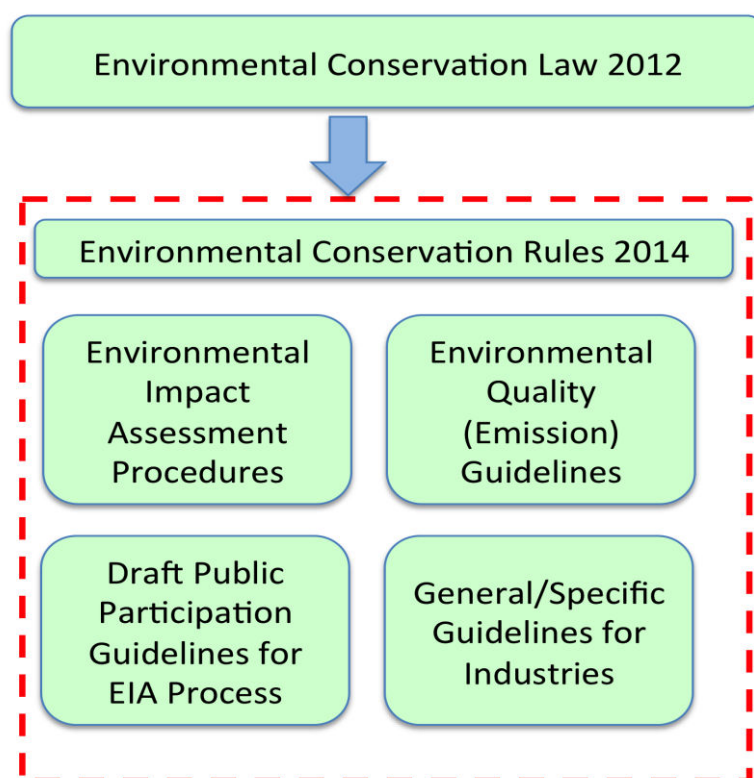 Environmental Conservation Law 2012
Environmental Conservation Rules 2014
Environmental
Impact
Assessment
Procedures
Environmental
Quality
(Emission)
Guidelines
Draft Public
Participation
Guidelines for
EIA Process
General/Specific
Guidelines for
Industries